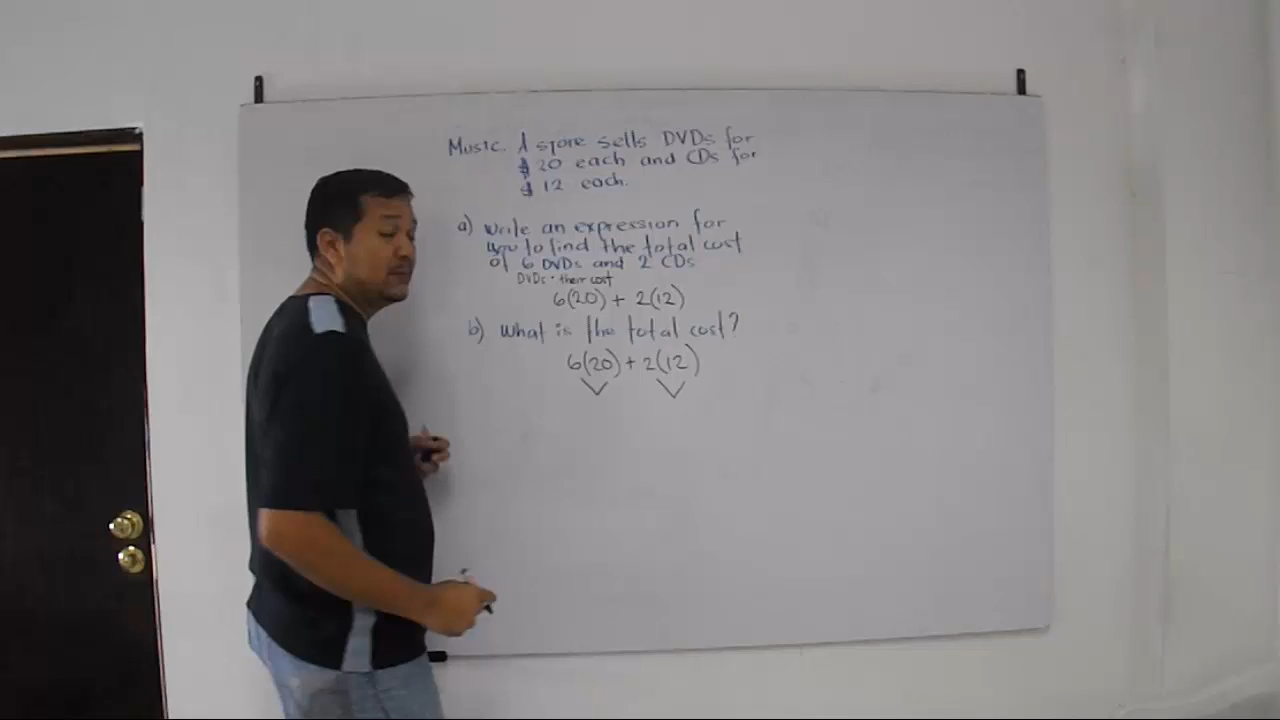 Music. A store sells DVDs for
$20 each and CDs for
$12 each.
a) Write an expression for
you to find the total cost
of 6 DVDs and 2 CDs
DVDs · their cost
6(20) + 2(12)
b) What is the total cost?
6(20) + 2(12)